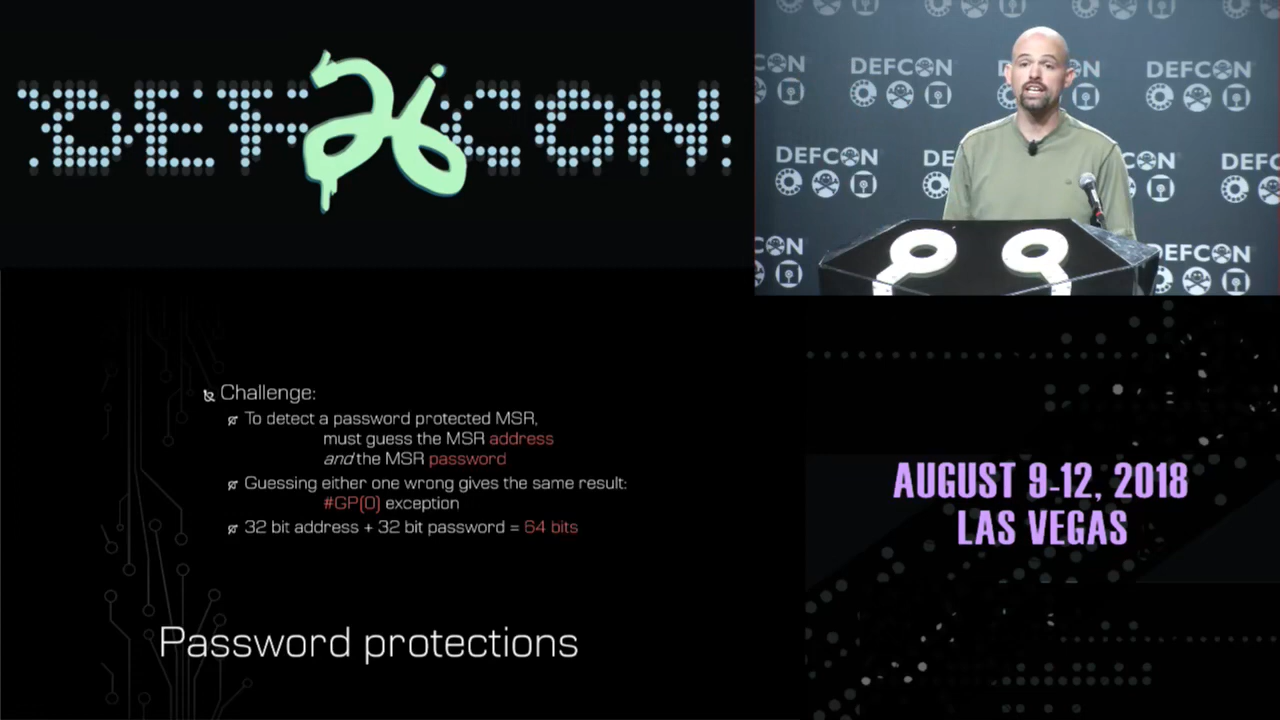 DEF 26 CON
DEFCON DEFCON DEFCON
DEFCON DEFCON DEFCON
DEFCON DEFCON
Challenge:
To detect a password protected MSR,
must guess the MSR address
and the MSR password
Guessing either one wrong gives the same result:
#GP(0) exception
32 bit address + 32 bit password = 64 bits
Password protections
AUGUST 9-12, 2018
LAS VEGAS